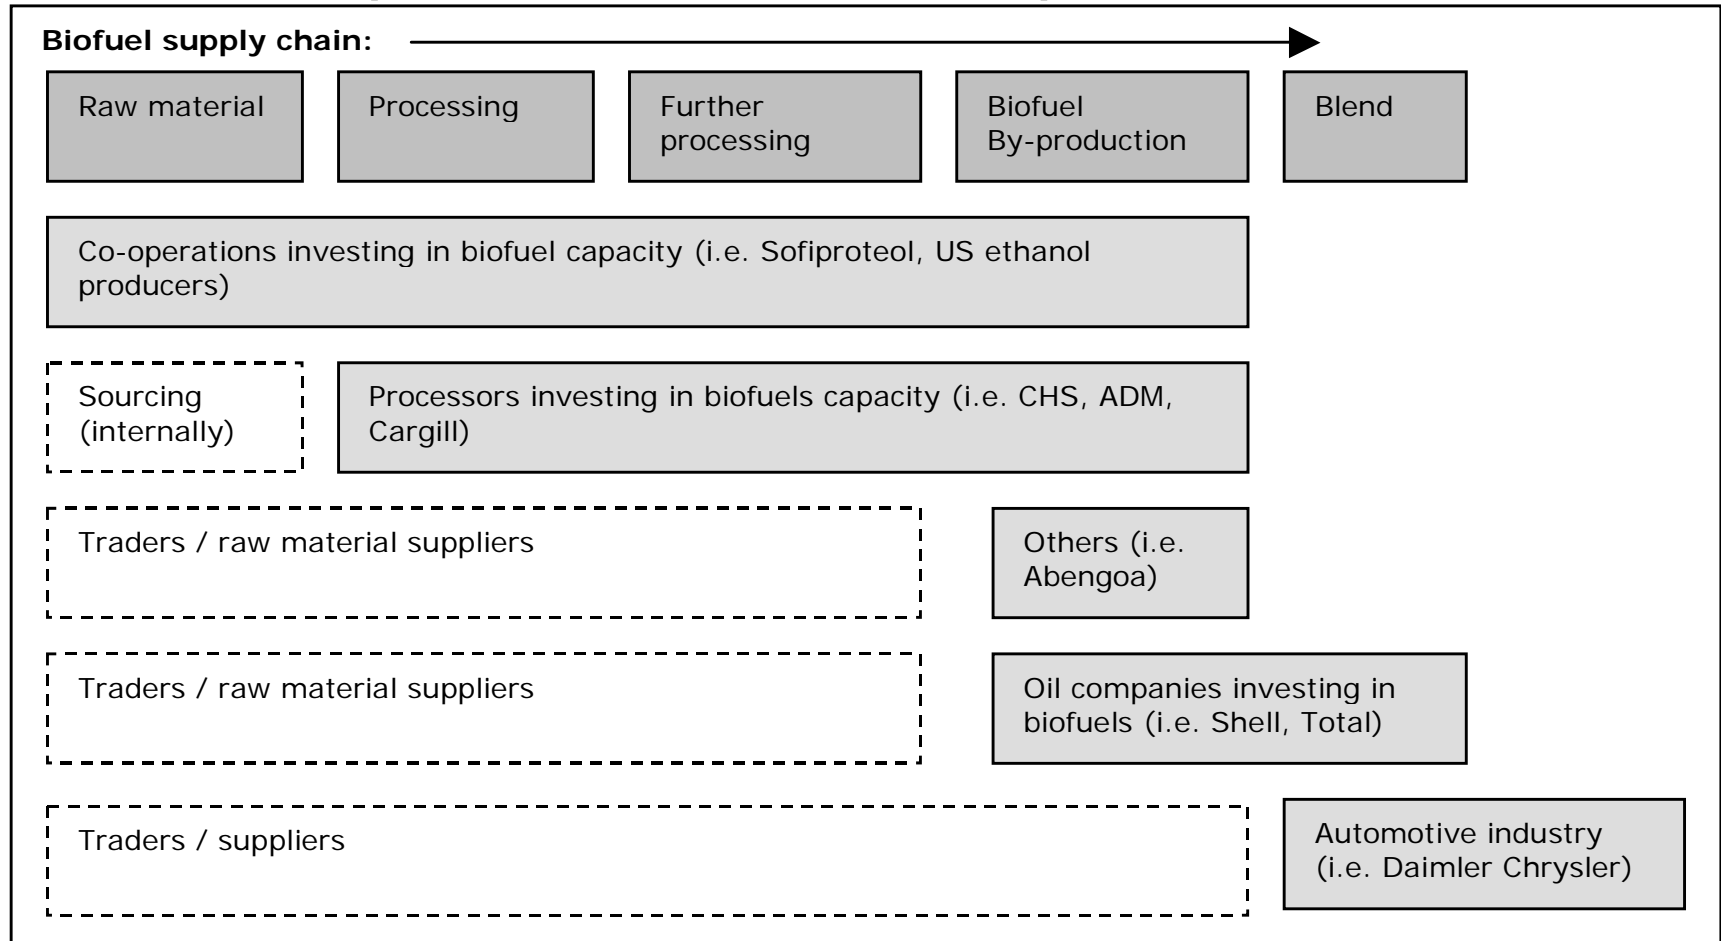 Biofuel supply chain:
Raw material
Processing
Further
processing
Biofuel
By-production
Blend
Co-operations investing in biofuel capacity (i.e. Sofiproteol, US ethanol
producers)
Sourcing
(internally)
Processors investing in biofuels capacity (i.e. CHS, ADM,
Cargill)
Traders / raw material suppliers
Others (i.e.
Abengoa)
Traders / raw material suppliers
Oil companies investing in
biofuels (i.e. Shell, Total)
Traders / suppliers
Automotive industry
(i.e. Daimler Chrysler)